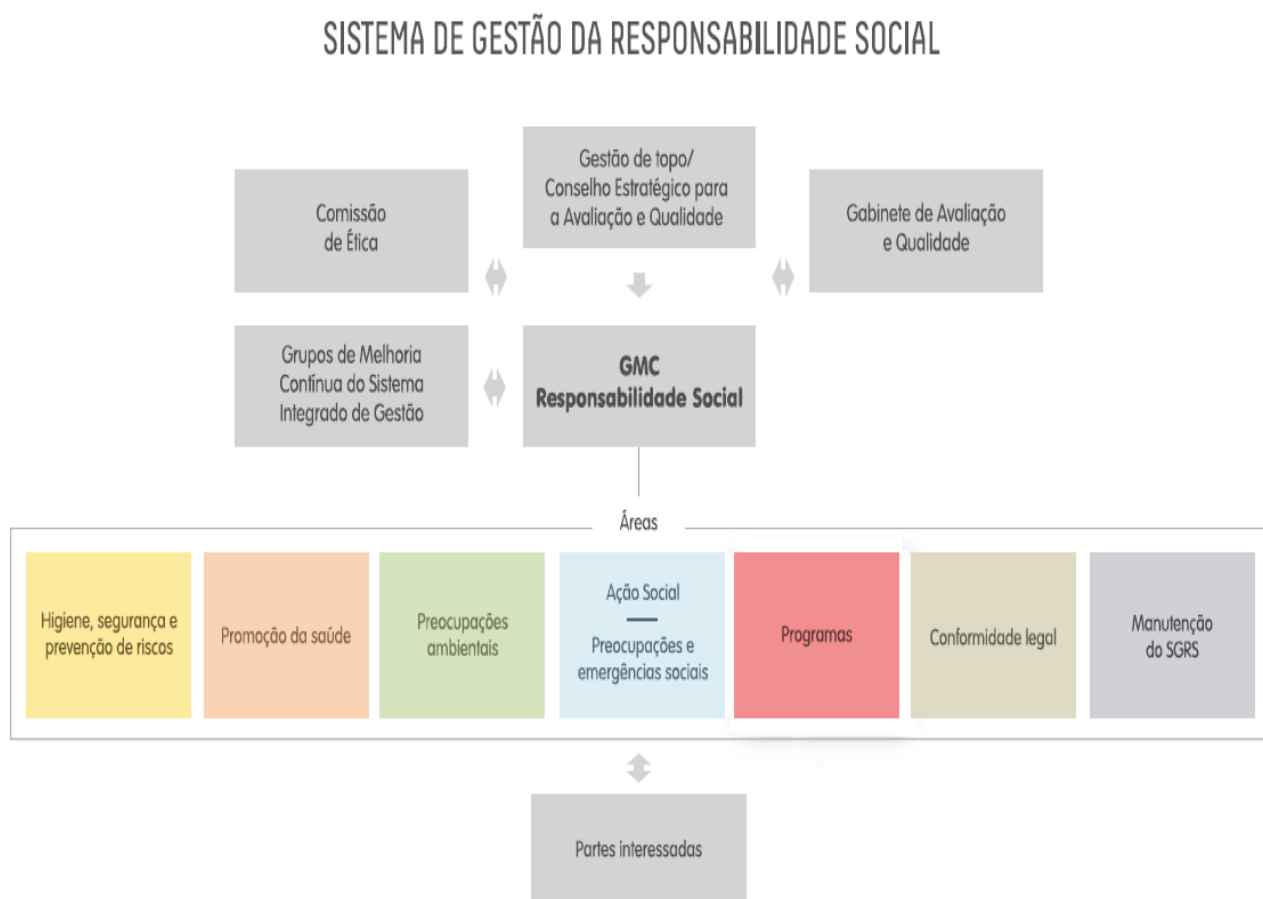 SISTEMA DE GESTÃO DA RESPONSABILIDADE SOCIAL
Comissão
de Ética
Gestão de topo/
Conselho Estratégico para
a Avaliação e Qualidade
Gabinete de Avaliação
e Qualidade
Grupos de Melhoria
Contínua do Sistema
Integrado de Gestão
GMC
Responsabilidade Social
Áreas
Higiene, segurança e
prevenção de riscos
Promoção da saúde
Preocupações
ambientais
Ação Social
Preocupações e
emergências sociais
Programas
Conformidade legal
Manutenção
do SGRS
Partes interessadas